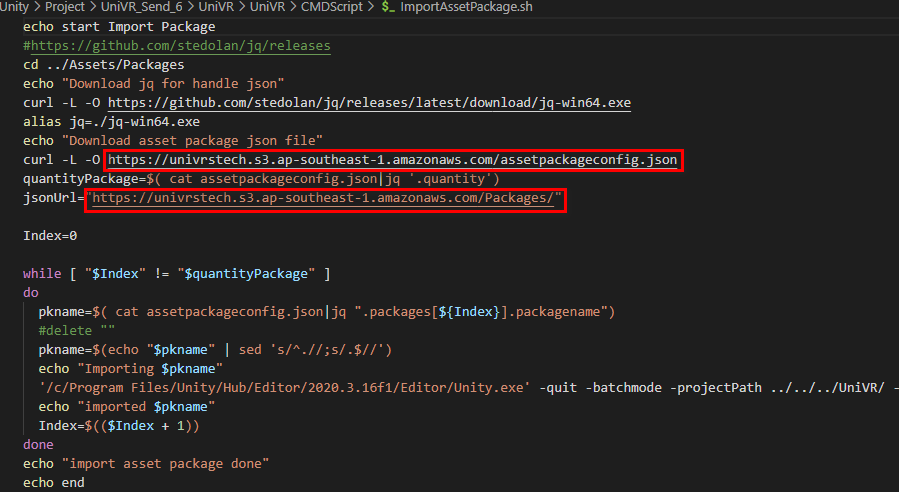 Unity > Project > UniVR_Send_6 > UniVR > UniVR > CMDScript > $_ ImportAssetPackage.sh
echo start Import Package
#https://github.com/stedolan/jq/releases
cd ../Assets/Packages
echo "Download jq for handle json"
curl -L -O https://github.com/stedolan/jq/releases/latest/download/jq-win64.exe
alias jq=./jq-win64.exe
echo "Download asset package json file"
curl -L -O https://univrstech.s3.ap-southeast-1.amazonaws.com/assetpackageconfig.json
quantityPackage=$( cat assetpackageconfig.json|jq '.quantity')
jsonUrl="https://univrstech.s3.ap-southeast-1.amazonaws.com/Packages/"
Index=0
while [ "$Index" != "$quantityPackage" ]
do
pkname=$( cat assetpackageconfig.json|jq ".packages[${Index}].packagename")
#delete ""
pkname=$(echo "$pkname" | sed 's/^.//;s/.$//')
echo "Importing $pkname"
'/c/Program Files/Unity/Hub/Editor/2020.3.16f1/Editor/Unity.exe' -quit -batchmode -projectPath ../../../UniVR/ -
echo "imported $pkname"
Index=$(($Index + 1))
done
echo "import asset package done"
echo end